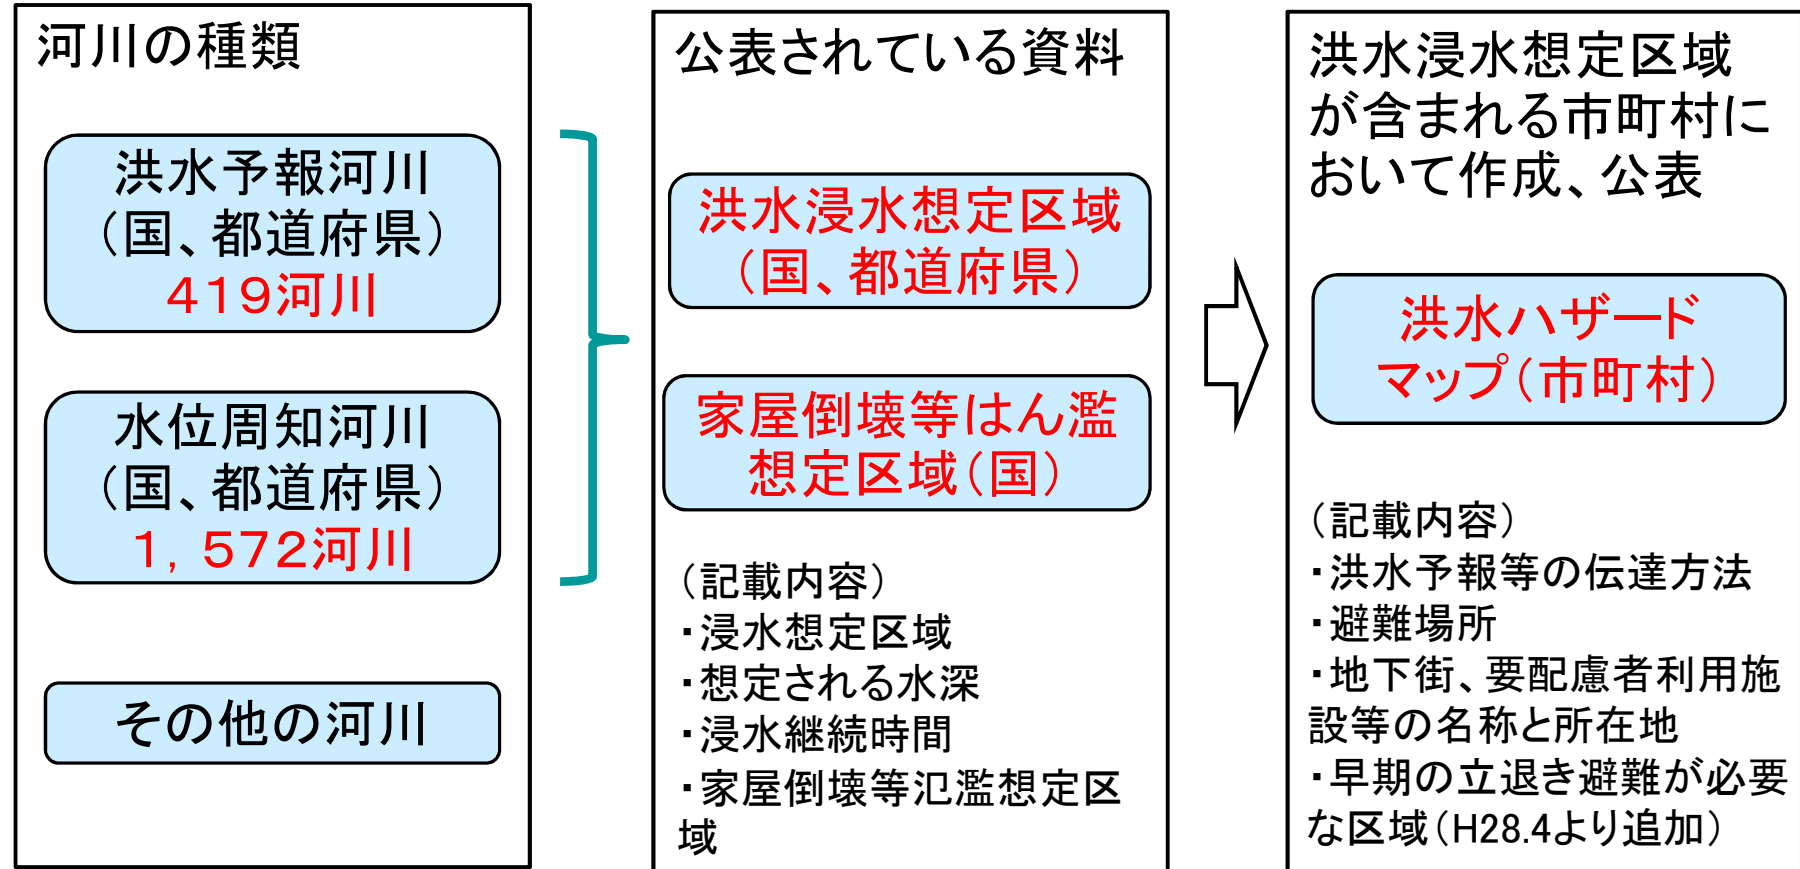 河川の種類
洪水予報河川
（国、都道府県）
419河川
水位周知河川
（国、都道府県）
1，572河川
その他の河川
公表されている資料
洪水浸水想定区域
（国、都道府県）
家屋倒壊等はん濫
想定区域（国）
（記載内容）
・浸水想定区域
・想定される水深
・浸水継続時間
・家屋倒壊等氾濫想定区
域
洪水浸水想定区域
が含まれる市町村に
おいて作成、公表
洪水ハザード
マップ（市町村）
（記載内容）
・洪水予報等の伝達方法
・避難場所
・地下街、要配慮者利用施
設等の名称と所在地
・早期の立退き避難が必要
な区域（H28.4より追加）